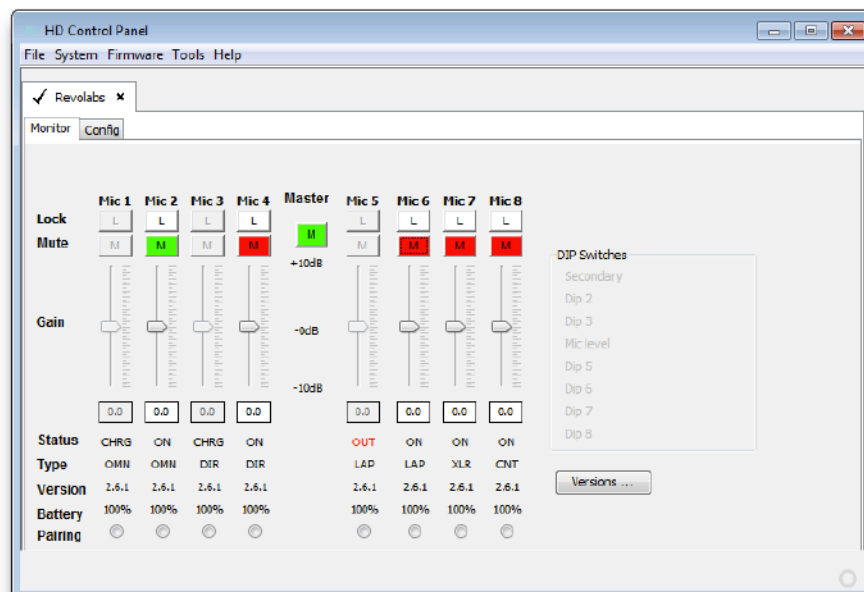 HD Control Panel
File System Firmware Tools Help
Revolabs
Monitor Config
Mic 1 Mic 2 Mic 3 Mic 4 Master Mic 5 Mic 6 Mic 7 Mic 8
Lock L L L L L L L L
Mute M M M M M M M M M
+10dB
Gain -0dB
-10dB
0.0 0.0 0.0 0.0 0.0 0.0 0.0 0.0
Status CHRG ON CHRG ON OUT ON ON ON
Type OMN OMN DIR DIR LAP LAP XLR CNT
Version 2.6.1 2.6.1 2.6.1 2.6.1 2.6.1 2.6.1 2.6.1 2.6.1
Battery 100% 100% 100% 100% 100% 100% 100% 100%
Pairing
DIP Switches
Secondary
Dip 2
Dip 3
Mic level
Dip 5
Dip 6
Dip 7
Dip 8
Versions ...